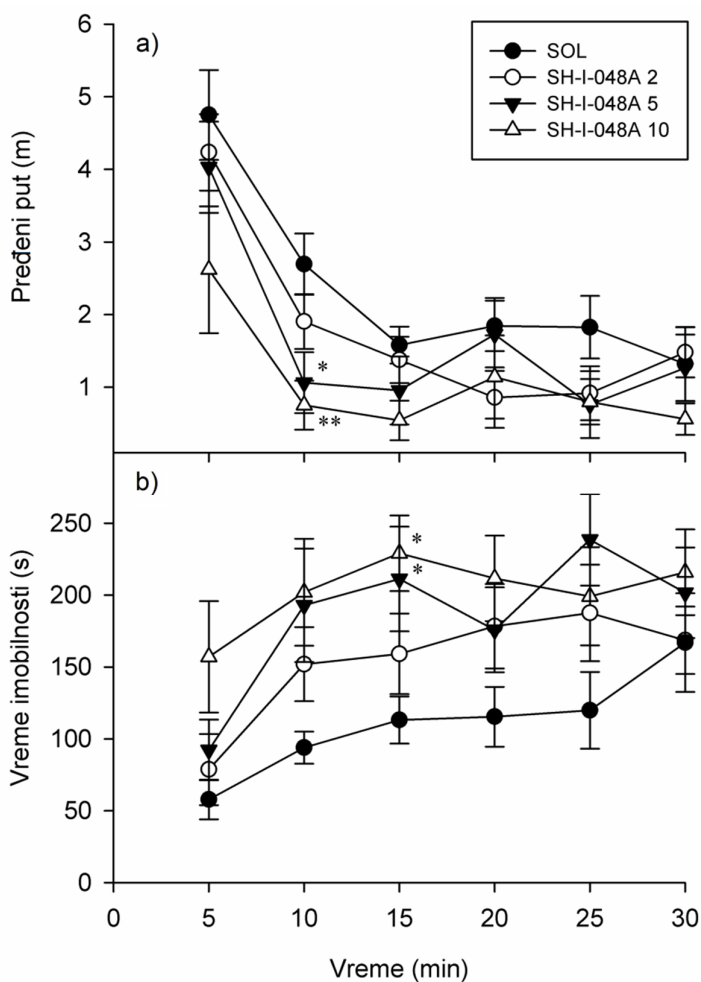 a)
SOL
SH-I-048A 2
SH-I-048A 5
SH-I-048A 10
Pređeni put (m)
6
5
4
3
2
1
*
**
b)
Vreme imobilnosti (s)
250
200
150
100
50
0
*
*
0 5 10 15 20 25 30
Vreme (min)